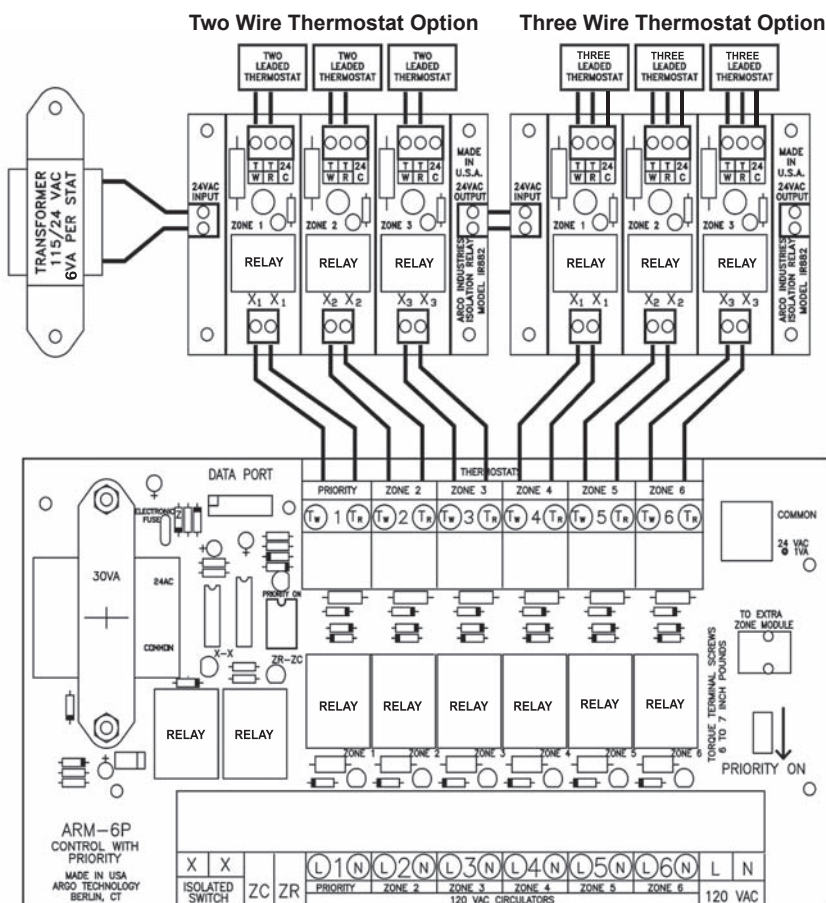 Two Wire Thermostat Option
Three Wire Thermostat Option
TWO
LEADED
THERMOSTAT
TWO
LEADED
THERMOSTAT
TWO
LEADED
THERMOSTAT
THREE
LEADED
THERMOSTAT
THREE
LEADED
THERMOSTAT
THREE
LEADED
THERMOSTAT
TRANSFORMER
115/24 VAC
6VA PER STAT
24VAC
INPUT
T T 24
W R C
T T 24
W R C
T T 24
W R C
MADE
IN
U.S.A.
24VAC
OUTPUT
ZONE 1
ZONE 2
ZONE 3
RELAY
RELAY
RELAY
X1 X1
X2 X2
X3 X3
ARCO INDUSTRIES
ISOLATION RELAY
MODEL IR882
24VAC
INPUT
T T 24
W R C
T T 24
W R C
T T 24
W R C
MADE
IN
U.S.A.
24VAC
OUTPUT
ZONE 1
ZONE 2
ZONE 3
RELAY
RELAY
RELAY
X1 X1
X2 X2
X3 X3
ARCO INDUSTRIES
ISOLATION RELAY
MODEL IR882
DATA PORT
THERMOSTATS
PRIORITY
ZONE 2
ZONE 3
ZONE 4
ZONE 5
ZONE 6
TW 1 TR
TW 2 TR
TW 3 TR
TW 4 TR
TW 5 TR
TW 6 TR
ELECTRONIC
FUSE
COMMON
24 VAC
@ 1VA
30VA
24AC
COMMON
PRIORITY ON
X-X
ZR-ZC
TO EXTRA
ZONE MODULE
TORQUE TERMINAL SCREWS
6 TO 7 INCH POUNDS
RELAY
RELAY
RELAY
RELAY
RELAY
RELAY
RELAY
RELAY
ZONE 1
ZONE 2
ZONE 3
ZONE 4
ZONE 5
ZONE 6
PRIORITY ON
ARM-6P
CONTROL WITH
PRIORITY
MADE IN USA
ARGO TECHNOLOGY
BERLIN, CT
X X
ISOLATED
SWITCH
ZC ZR
L 1 N
L 2 N
L 3 N
L 4 N
L 5 N
L 6 N
L N
PRIORITY
ZONE 2
ZONE 3
ZONE 4
ZONE 5
ZONE 6
120 VAC CIRCULATORS
120 VAC